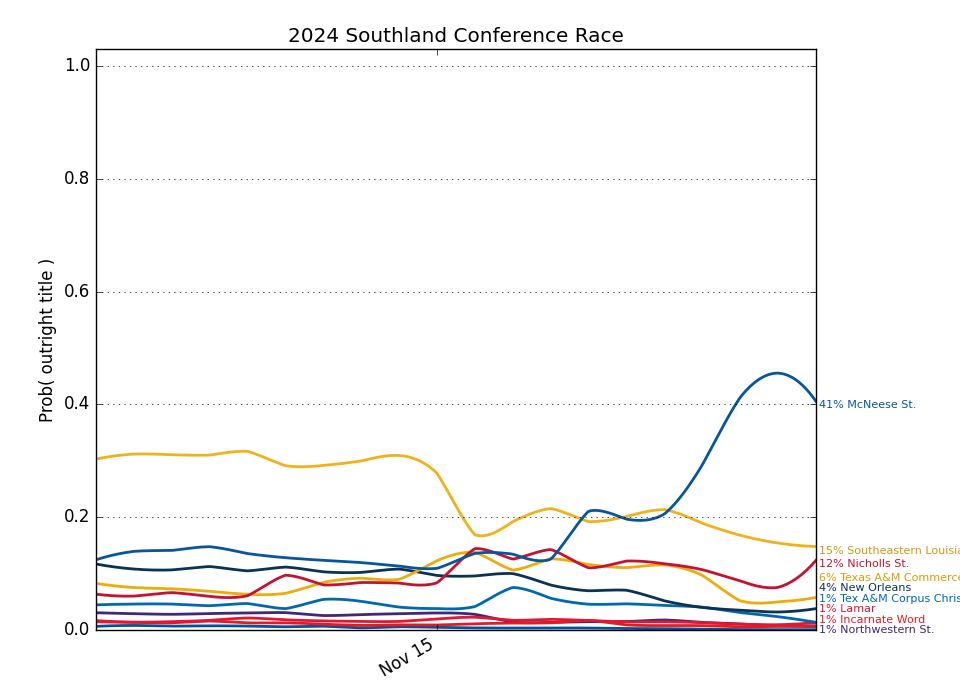 2024 Southland Conference Race
Prob( outright title )
1.0
0.8
0.6
0.4
0.2
0.0
Nov 15
41% McNeese St.
15% Southeastern Louisia
12% Nicholls St.
6% Texas A&M Commerce
4% New Orleans
1% Tex A&M Corpus Chris
1% Lamar
1% Incarnate Word
1% Northwestern St.